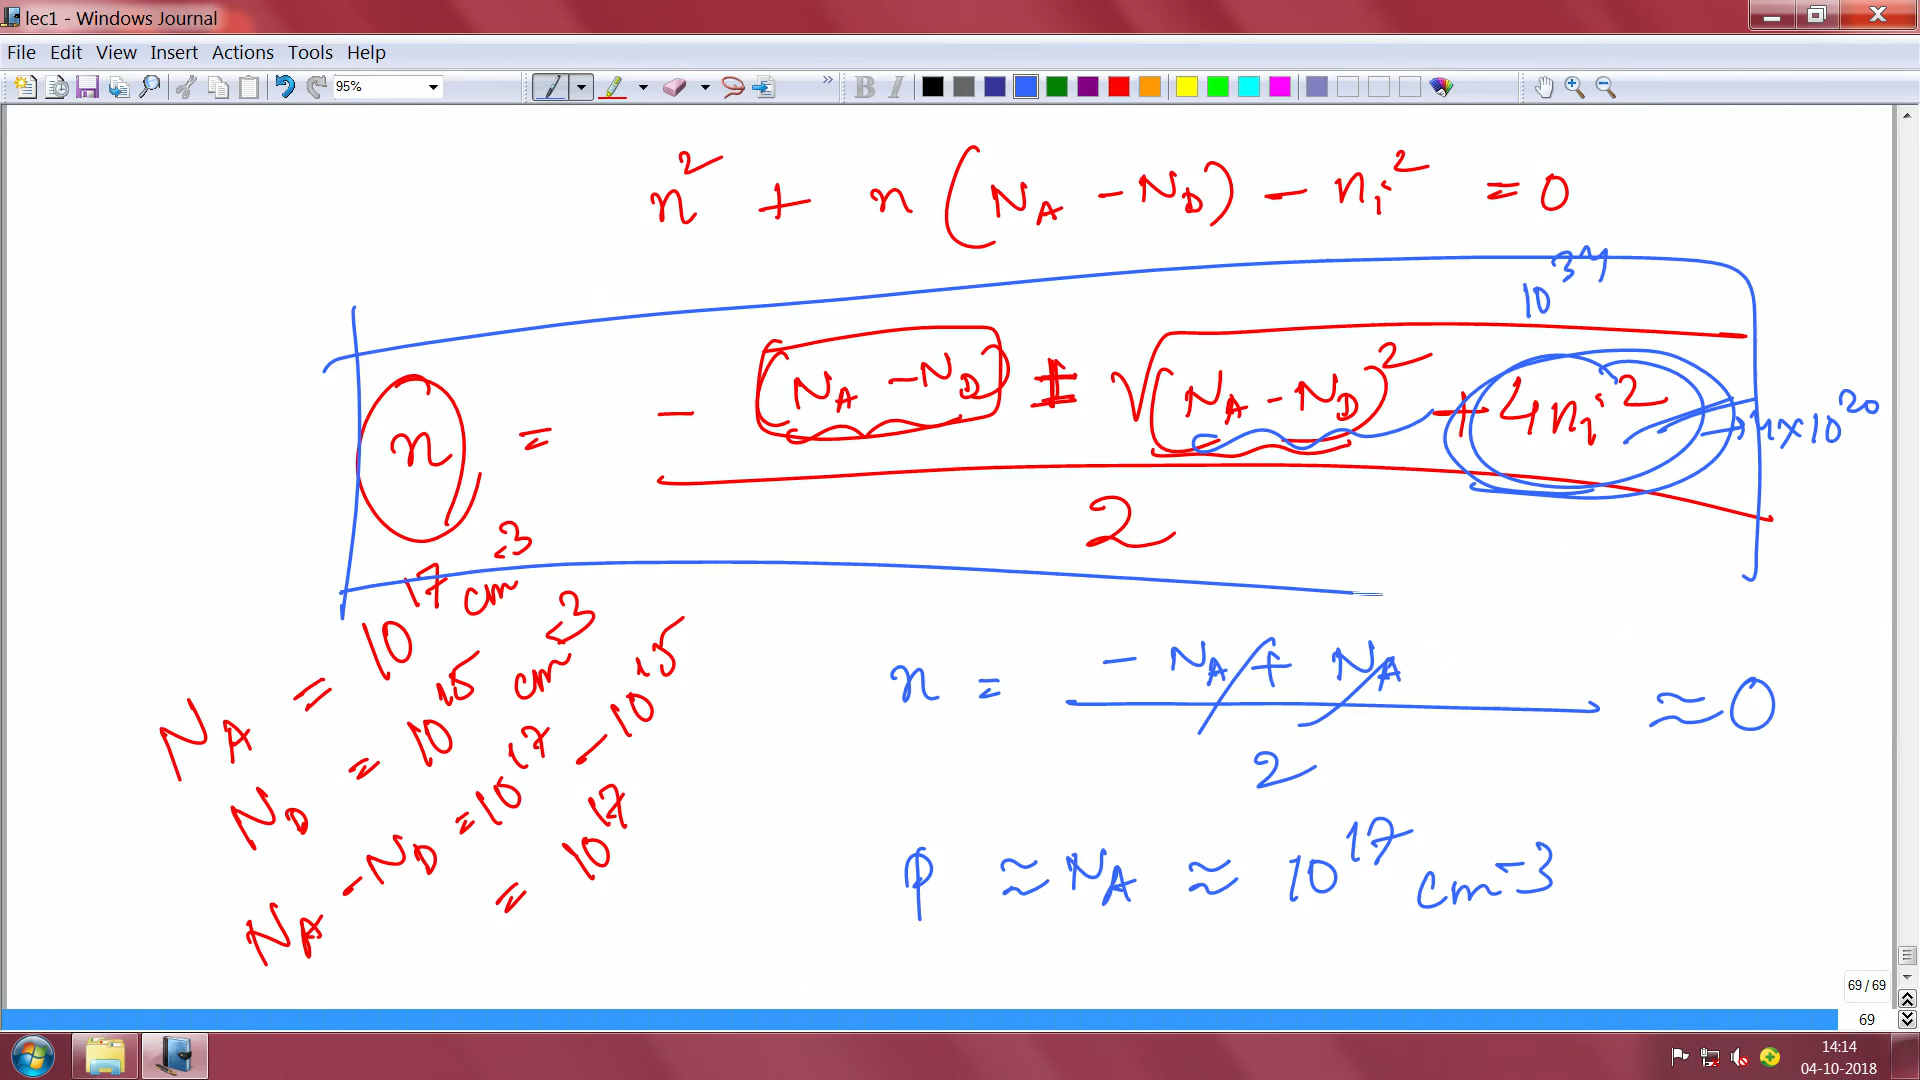 lec1 - Windows Journal
File Edit View Insert Actions Tools Help
95%
B I
n² + n (N_A - N_D) - n_i² = 0
10³⁴
n = - (N_A - N_D) ± √(N_A - N_D)² + 4n_i² → 4×10²⁰
2
N_A = 10¹⁷ cm⁻³
N_D = 10¹⁵ cm⁻³
N_A - N_D = 10¹⁷ - 10¹⁵
= 10¹⁷
n = - N_A + N_A ≈ 0
2
p ≈ N_A ≈ 10¹⁷ cm⁻³
69 / 69
69
14:14
04-10-2018